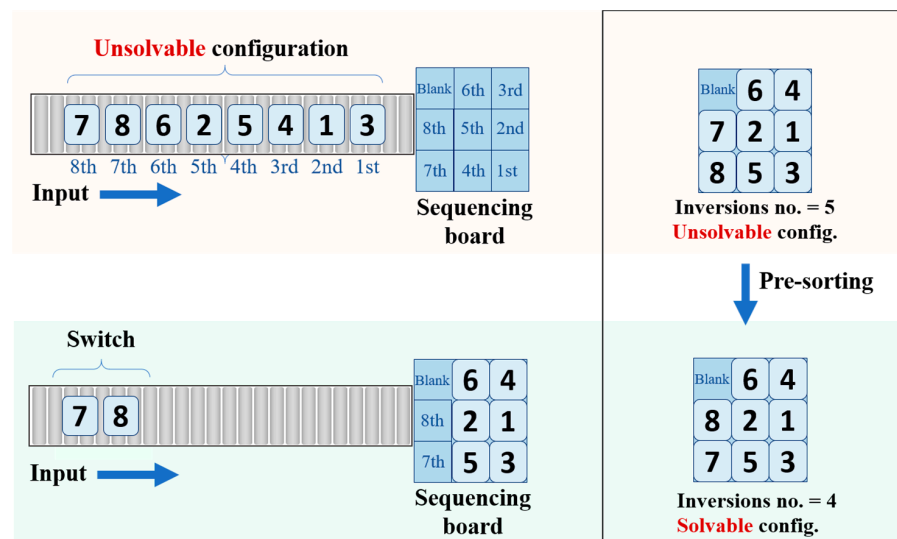 Unsolvable configuration
7 8 6 2 5 4 1 3
8th 7th 6th 5th 4th 3rd 2nd 1st
Input
Blank 6th 3rd
8th 5th 2nd
7th 4th 1st
Sequencing
board
Blank 6 4
7 2 1
8 5 3
Inversions no. = 5
Unsolvable config.
Pre-sorting
Switch
7 8
Input
Blank 6 4
8th 2 1
7th 5 3
Sequencing
board
Blank 6 4
8 2 1
7 5 3
Inversions no. = 4
Solvable config.